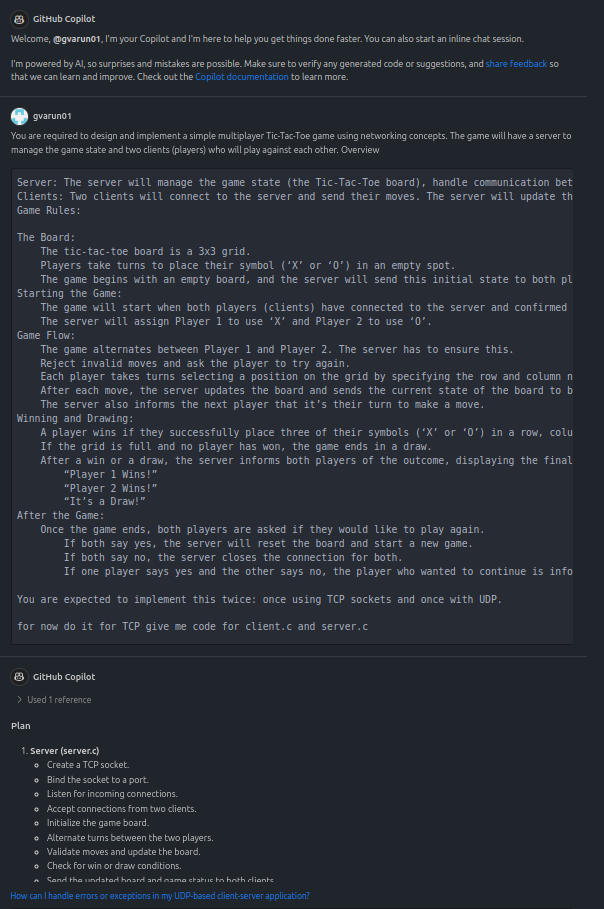 GitHub Copilot
Welcome, @gvarun01, I'm your Copilot and I'm here to help you get things done faster. You can also start an inline chat session.
I'm powered by AI, so surprises and mistakes are possible. Make sure to verify any generated code or suggestions, and share feedback so
that we can learn and improve. Check out the Copilot documentation to learn more.
gvarun01
You are required to design and implement a simple multiplayer Tic-Tac-Toe game using networking concepts. The game will have a server to
manage the game state and two clients (players) who will play against each other. Overview
Server: The server will manage the game state (the Tic-Tac-Toe board), handle communication bet
Clients: Two clients will connect to the server and send their moves. The server will update th
Game Rules:
The Board:
The tic-tac-toe board is a 3x3 grid.
Players take turns to place their symbol (‘X’ or ‘O’) in an empty spot.
The game begins with an empty board, and the server will send this initial state to both pl
Starting the Game:
The game will start when both players (clients) have connected to the server and confirmed
The server will assign Player 1 to use ‘X’ and Player 2 to use ‘O’.
Game Flow:
The game alternates between Player 1 and Player 2. The server has to ensure this.
Reject invalid moves and ask the player to try again.
Each player takes turns selecting a position on the grid by specifying the row and column n
After each move, the server updates the board and sends the current state of the board to b
The server also informs the next player that it’s their turn to make a move.
Winning and Drawing:
A player wins if they successfully place three of their symbols (‘X’ or ‘O’) in a row, colu
If the grid is full and no player has won, the game ends in a draw.
After a win or a draw, the server informs both players of the outcome, displaying the final
“Player 1 Wins!”
“Player 2 Wins!”
“It’s a Draw!”
After the Game:
Once the game ends, both players are asked if they would like to play again.
If both say yes, the server will reset the board and start a new game.
If both say no, the server closes the connection for both.
If one player says yes and the other says no, the player who wanted to continue is info
You are expected to implement this twice: once using TCP sockets and once with UDP.
for now do it for TCP give me code for client.c and server.c
GitHub Copilot
Used 1 reference
Plan
1. Server (server.c)
Create a TCP socket.
Bind the socket to a port.
Listen for incoming connections.
Accept connections from two clients.
Initialize the game board.
Alternate turns between the two players.
Validate moves and update the board.
Check for win or draw conditions.
Send the updated board and game status to both clients
How can I handle errors or exceptions in my UDP-based client-server application?